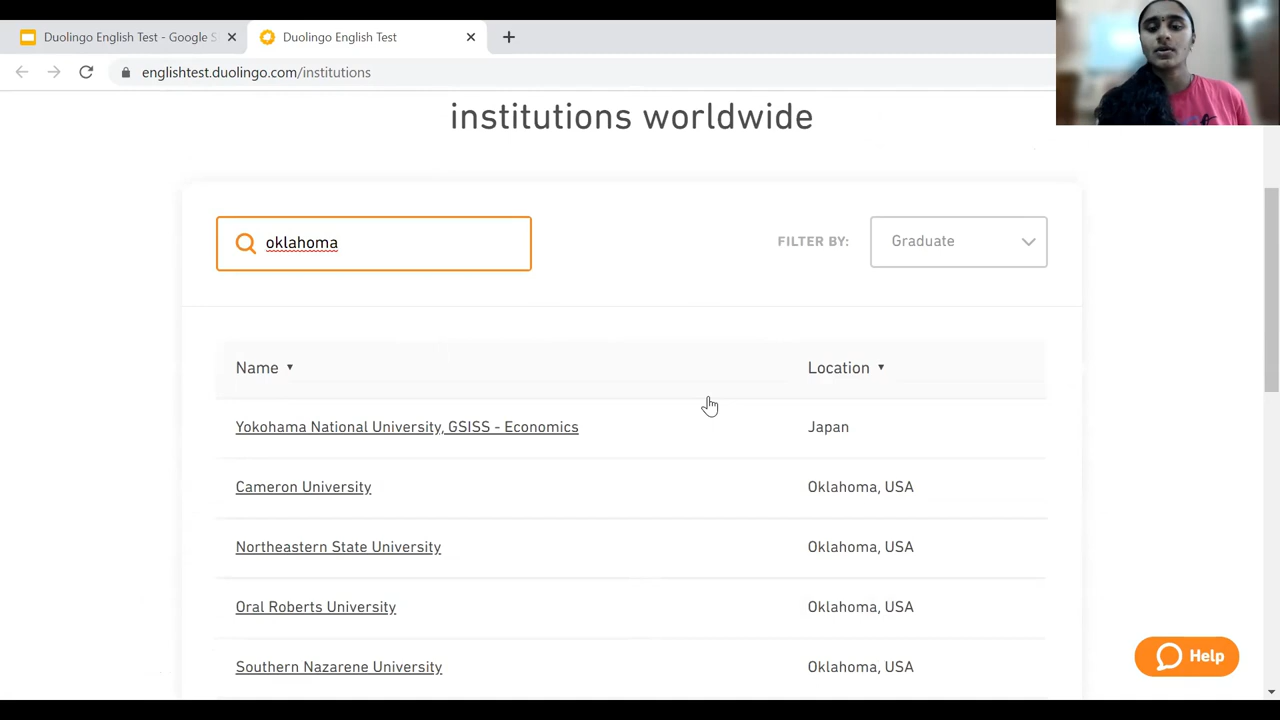 Duolingo English Test - Google S
Duolingo English Test
englishtest.duolingo.com/institutions
institutions worldwide
oklahoma
FILTER BY:
Graduate
Name
Location
Yokohama National University, GSISS - Economics
Japan
Cameron University
Oklahoma, USA
Northeastern State University
Oklahoma, USA
Oral Roberts University
Oklahoma, USA
Southern Nazarene University
Oklahoma, USA
Help